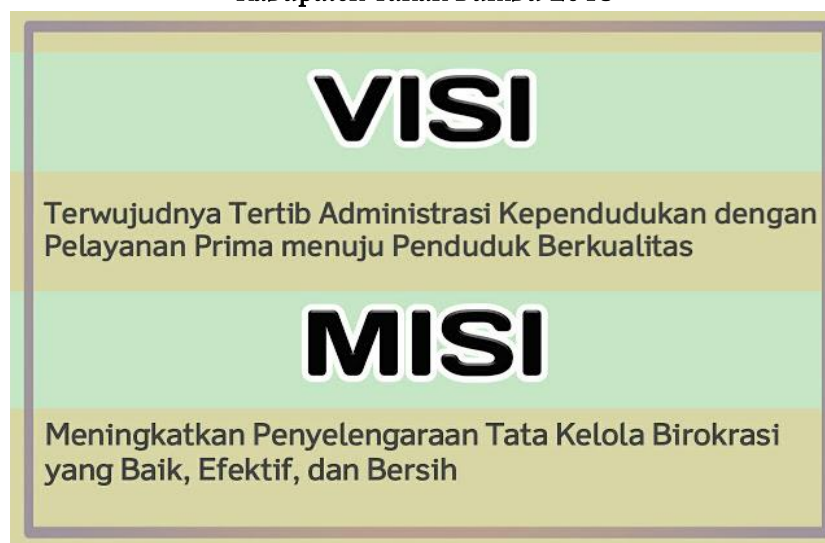 VISI
Terwujudnya Tertib Administrasi Kependudukan dengan
Pelayanan Prima menuju Penduduk Berkualitas
MISI
Meningkatkan Penyelengaraan Tata Kelola Birokrasi
yang Baik, Efektif, dan Bersih